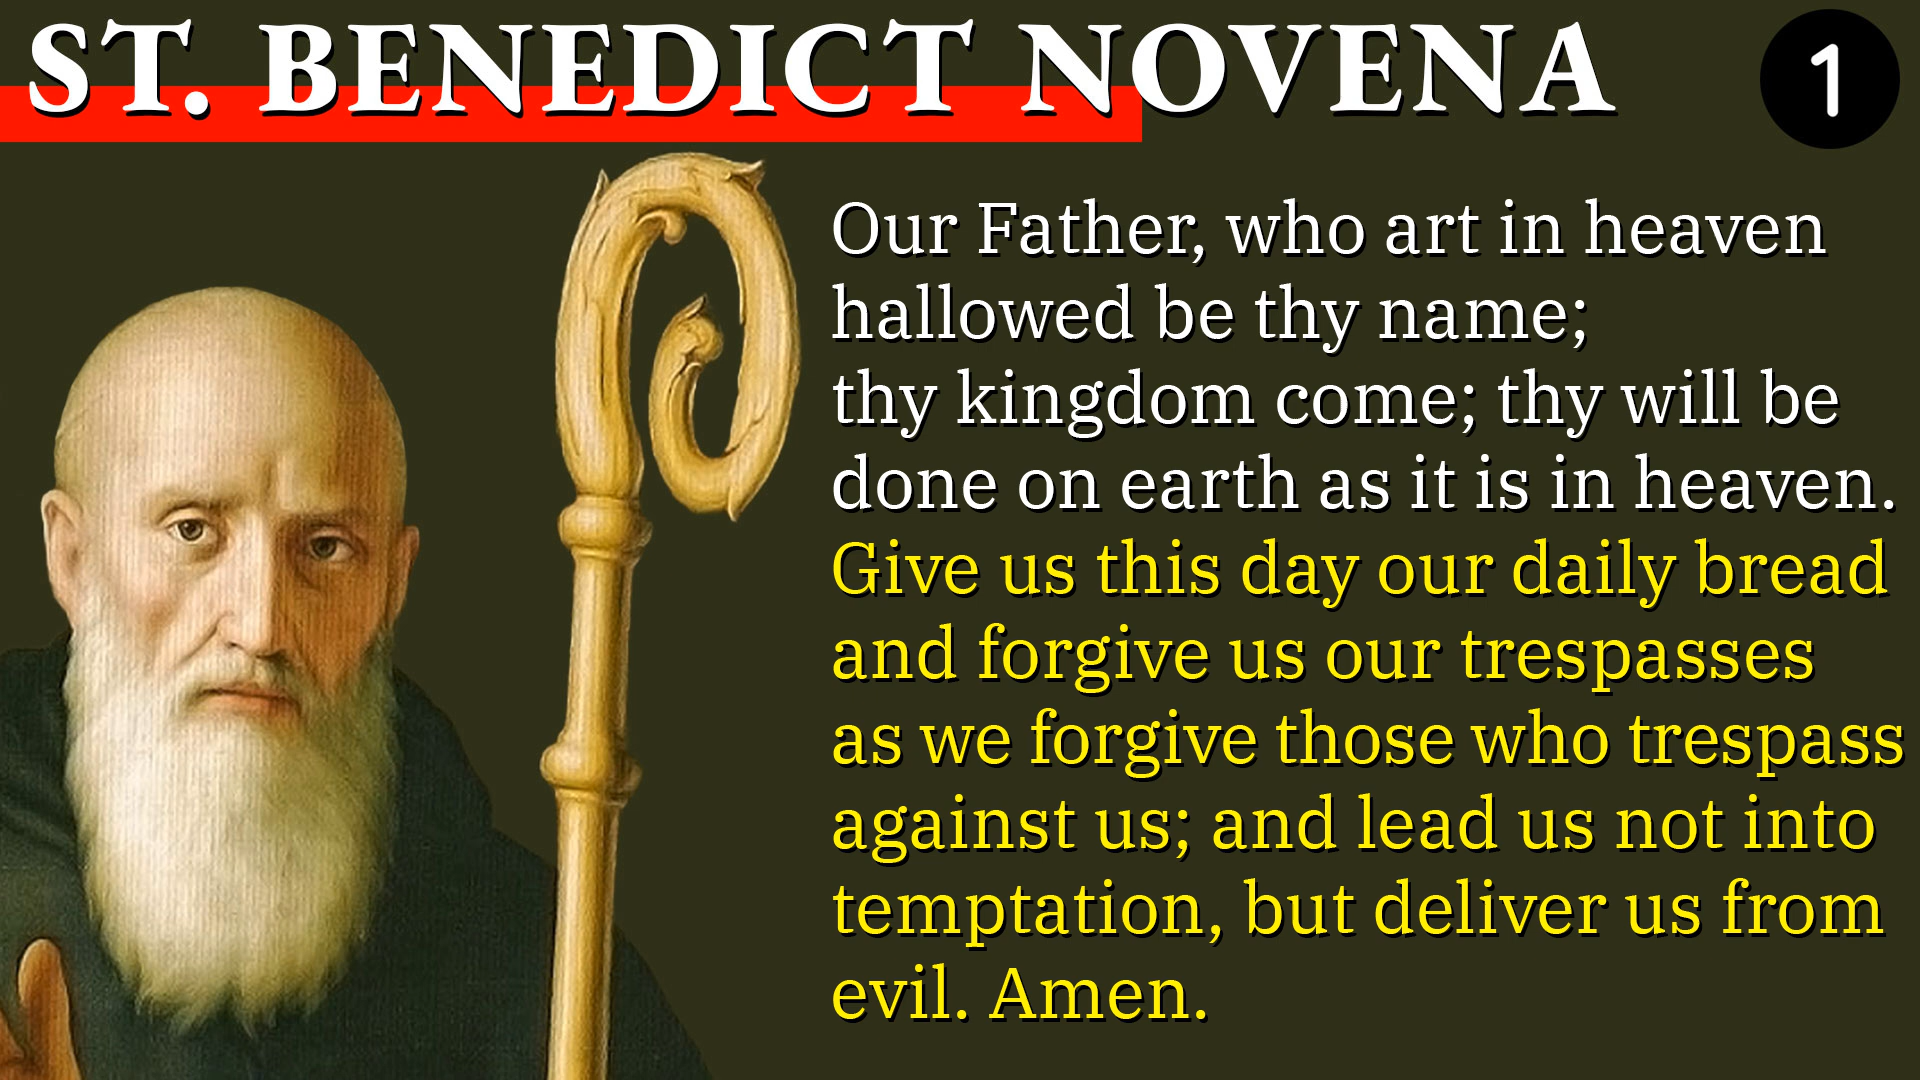 ST. BENEDICT NOVENA
1
Our Father, who art in heaven
hallowed be thy name;
thy kingdom come; thy will be
done on earth as it is in heaven.
Give us this day our daily bread
and forgive us our trespasses
as we forgive those who trespass
against us; and lead us not into
temptation, but deliver us from
evil. Amen.